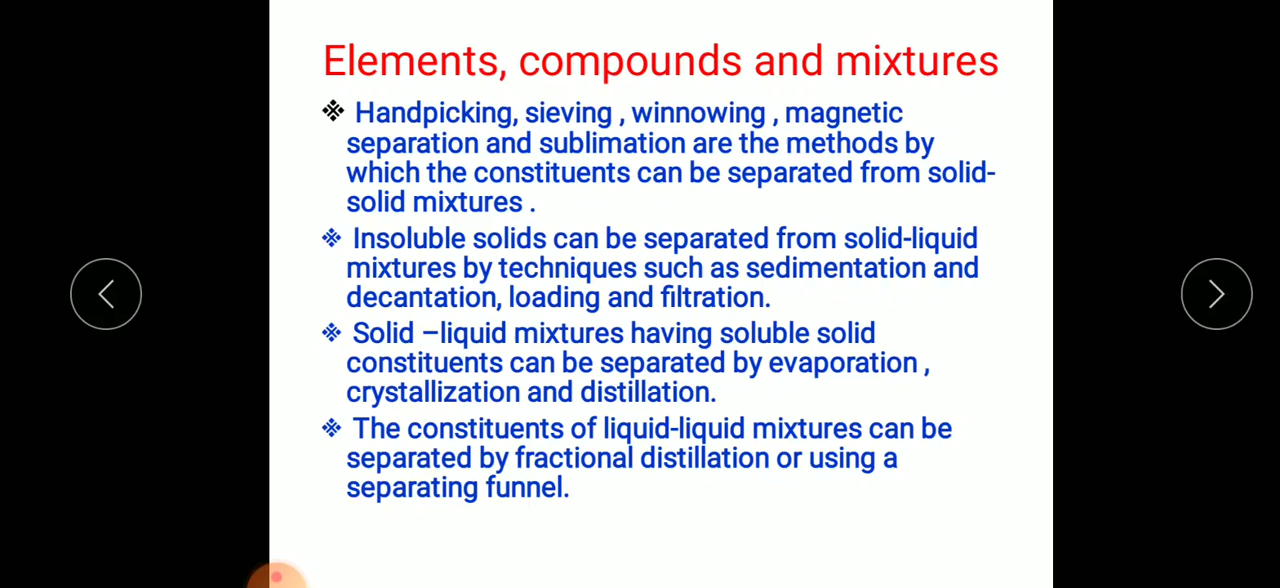 Elements, compounds and mixtures
❖ Handpicking, sieving , winnowing , magnetic
separation and sublimation are the methods by
which the constituents can be separated from solid-
solid mixtures .
❖ Insoluble solids can be separated from solid-liquid
mixtures by techniques such as sedimentation and
decantation, loading and filtration.
❖ Solid –liquid mixtures having soluble solid
constituents can be separated by evaporation ,
crystallization and distillation.
❖ The constituents of liquid-liquid mixtures can be
separated by fractional distillation or using a
separating funnel.